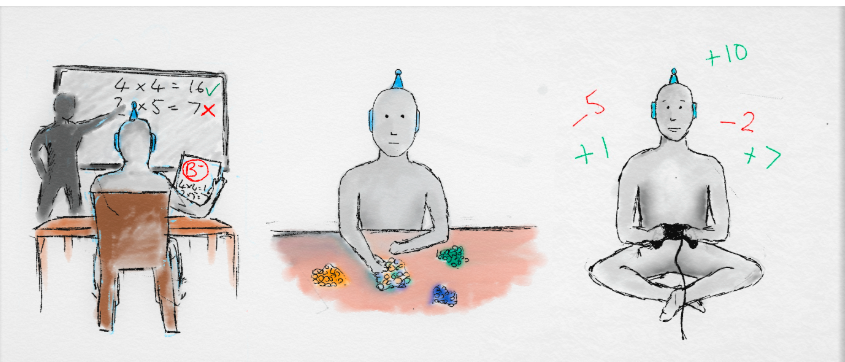 4 × 4 = 16 ✓
× 5 = 7 ✗
B-
+10
-5
-2
+1
+7